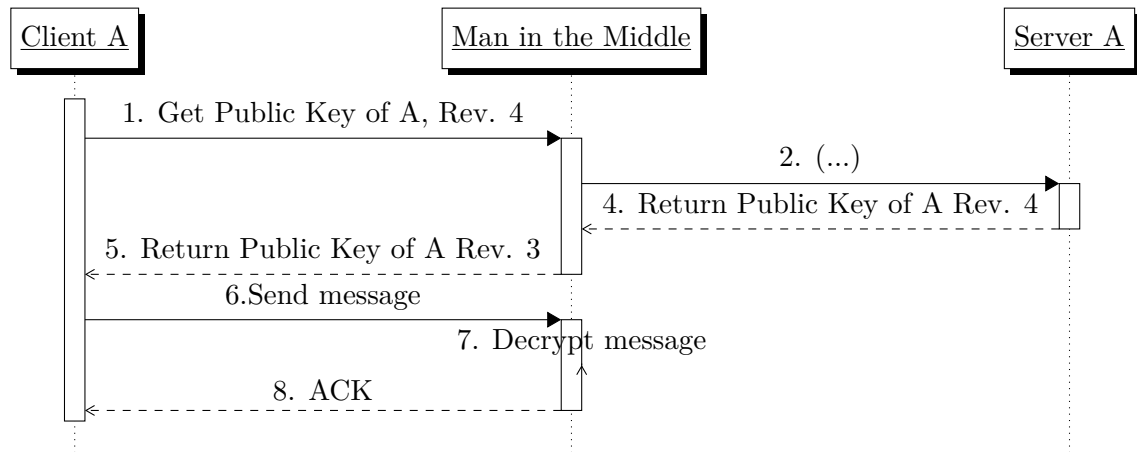 Client A
Man in the Middle
Server A
1. Get Public Key of A, Rev. 4
2. (...)
4. Return Public Key of A Rev. 4
5. Return Public Key of A Rev. 3
6.Send message
7. Decrypt message
8. ACK